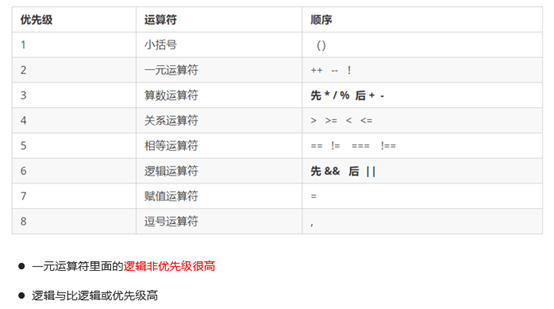 优先级 运算符 顺序
1 小括号 ()
2 一元运算符 ++ -- !
3 算数运算符 先 * / % 后 + -
4 关系运算符 > >= < <=
5 相等运算符 == != === !==
6 逻辑运算符 先 && 后 ||
7 赋值运算符 =
8 逗号运算符 ,
● 一元运算符里面的逻辑非优先级很高
● 逻辑与比逻辑或优先级高